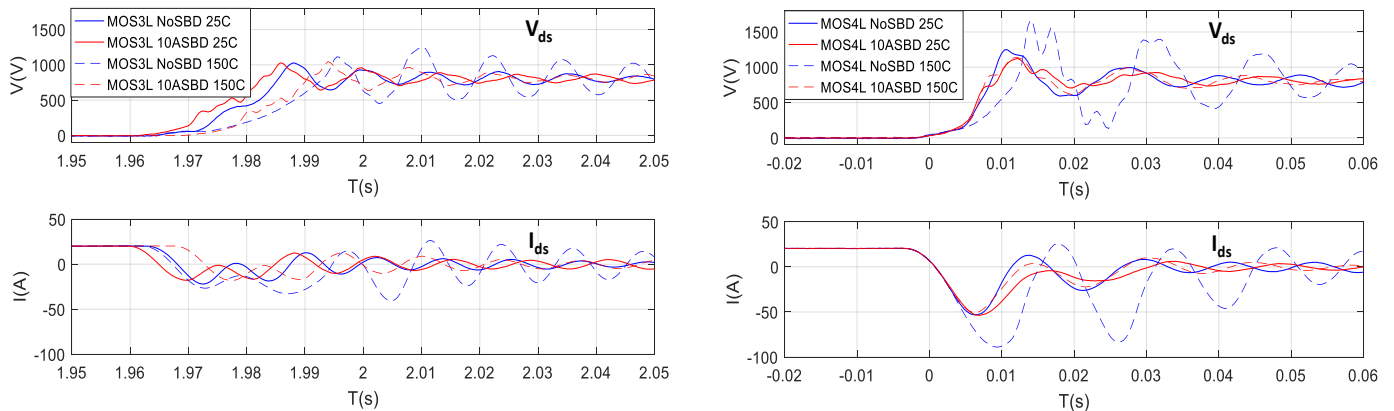 MOS3L NoSBD 25C
MOS3L 10ASBD 25C
MOS3L NoSBD 150C
MOS3L 10ASBD 150C
Vds
V(V)
1500
1000
500
0
1.95 1.96 1.97 1.98 1.99 2 2.01 2.02 2.03 2.04 2.05
T(s)
Ids
I(A)
50
0
-50
-100
1.95 1.96 1.97 1.98 1.99 2 2.01 2.02 2.03 2.04 2.05
T(s)
MOS4L NoSBD 25C
MOS4L 10ASBD 25C
MOS4L NoSBD 150C
MOS4L 10ASBD 150C
Vds
V(V)
1500
1000
500
0
-0.02 -0.01 0 0.01 0.02 0.03 0.04 0.05 0.06
T(s)
Ids
I(A)
50
0
-50
-100
-0.02 -0.01 0 0.01 0.02 0.03 0.04 0.05 0.06
T(s)